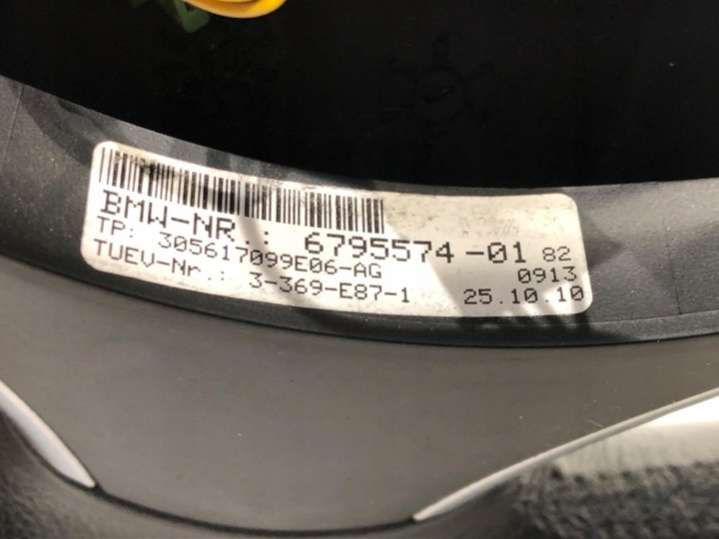 BMW-NR.: 6795574-01 82
TP: 305617099E06-AG 0913
TUEV-Nr.: 3-369-E87-1 25.10.10